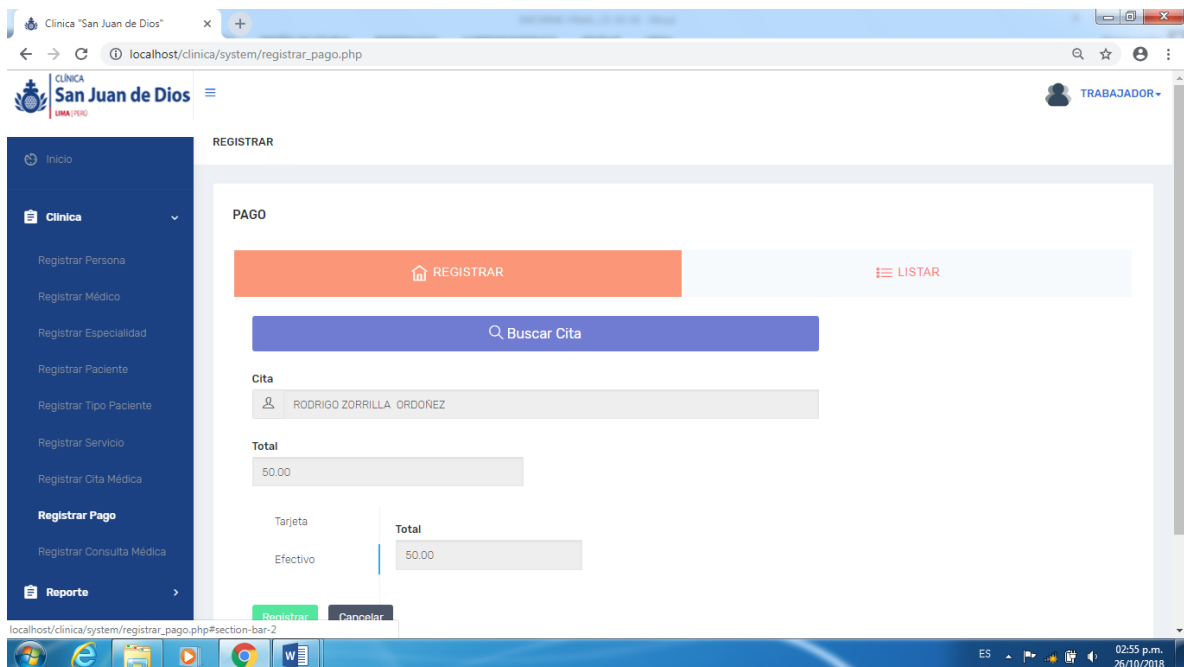 Clinica "San Juan de Dios"
localhost/clinica/system/registrar_pago.php
CLÍNICA
San Juan de Dios
LIMA | PERÚ
TRABAJADOR
REGISTRAR
Inicio
Clinica
Registrar Persona
Registrar Médico
Registrar Especialidad
Registrar Paciente
Registrar Tipo Paciente
Registrar Servicio
Registrar Cita Médica
Registrar Pago
Registrar Consulta Médica
Reporte
PAGO
REGISTRAR
LISTAR
Buscar Cita
Cita
RODRIGO ZORRILLA ORDOÑEZ
Total
50.00
Tarjeta
Efectivo
Total
50.00
Registrar
Cancelar
localhost/clinica/system/registrar_pago.php#section-bar-2
ES
02:55 p.m.
26/10/2018